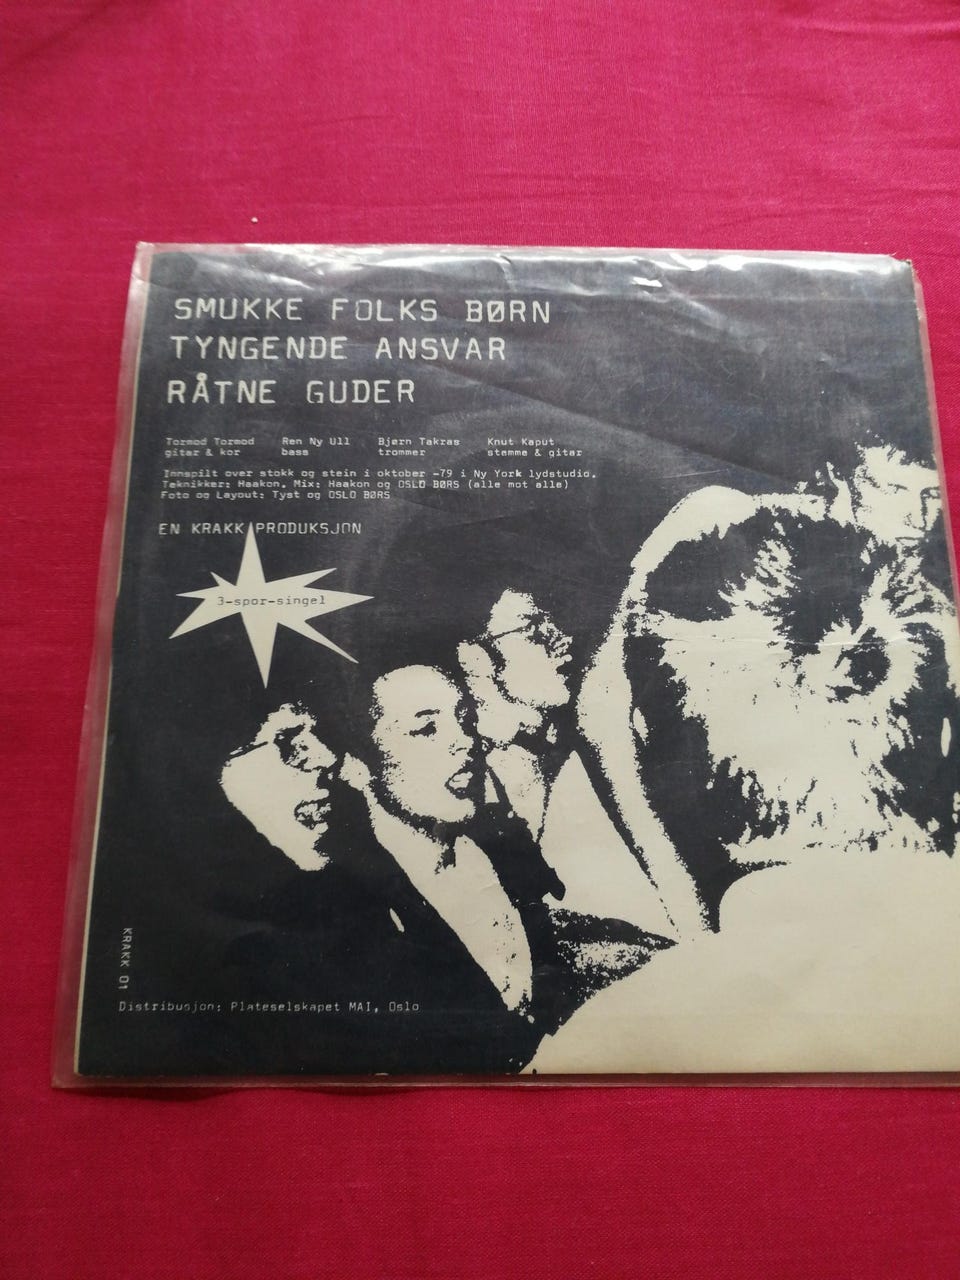 SMUKKE FOLKS BØRN
TYNGENDE ANSVAR
RÅTNE GUDER
Tormod Tormod Ren Ny Ull Bjørn Takras Knut Kaput
gitar & kor bass trommer stemme & gitar
Innspilt over stokk og stein i oktober -79 i Ny York lydstudio.
Teknikker: Haakon. Mix: Haakon og OSLO BØRS (alle mot alle)
Foto og Layout: Tyst og OSLO BØRS
EN KRAKK PRODUKSJON
3-spor-singel
KRAKK 01
Distribusjon: Plateselskapet MAI, Oslo